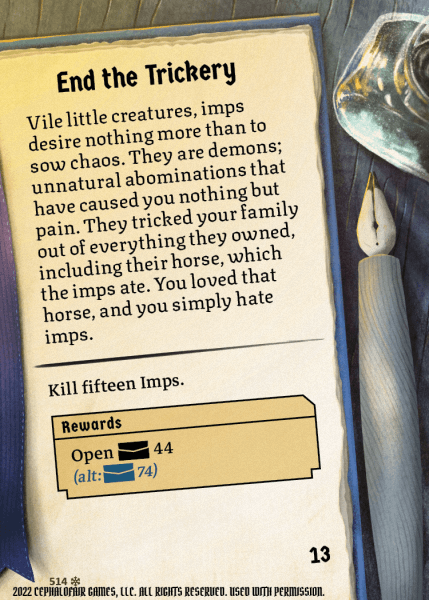 End the Trickery
Vile little creatures, imps
desire nothing more than to
sow chaos. They are demons;
unnatural abominations that
have caused you nothing but
pain. They tricked your family
out of everything they owned,
including their horse, which
the imps ate. You loved that
horse, and you simply hate
imps.
Kill fifteen Imps.
Rewards
Open 44
(alt: 74)
13
514
2022 CEPHALOFAIR GAMES, LLC. ALL RIGHTS RESERVED. USED WITH PERMISSION.